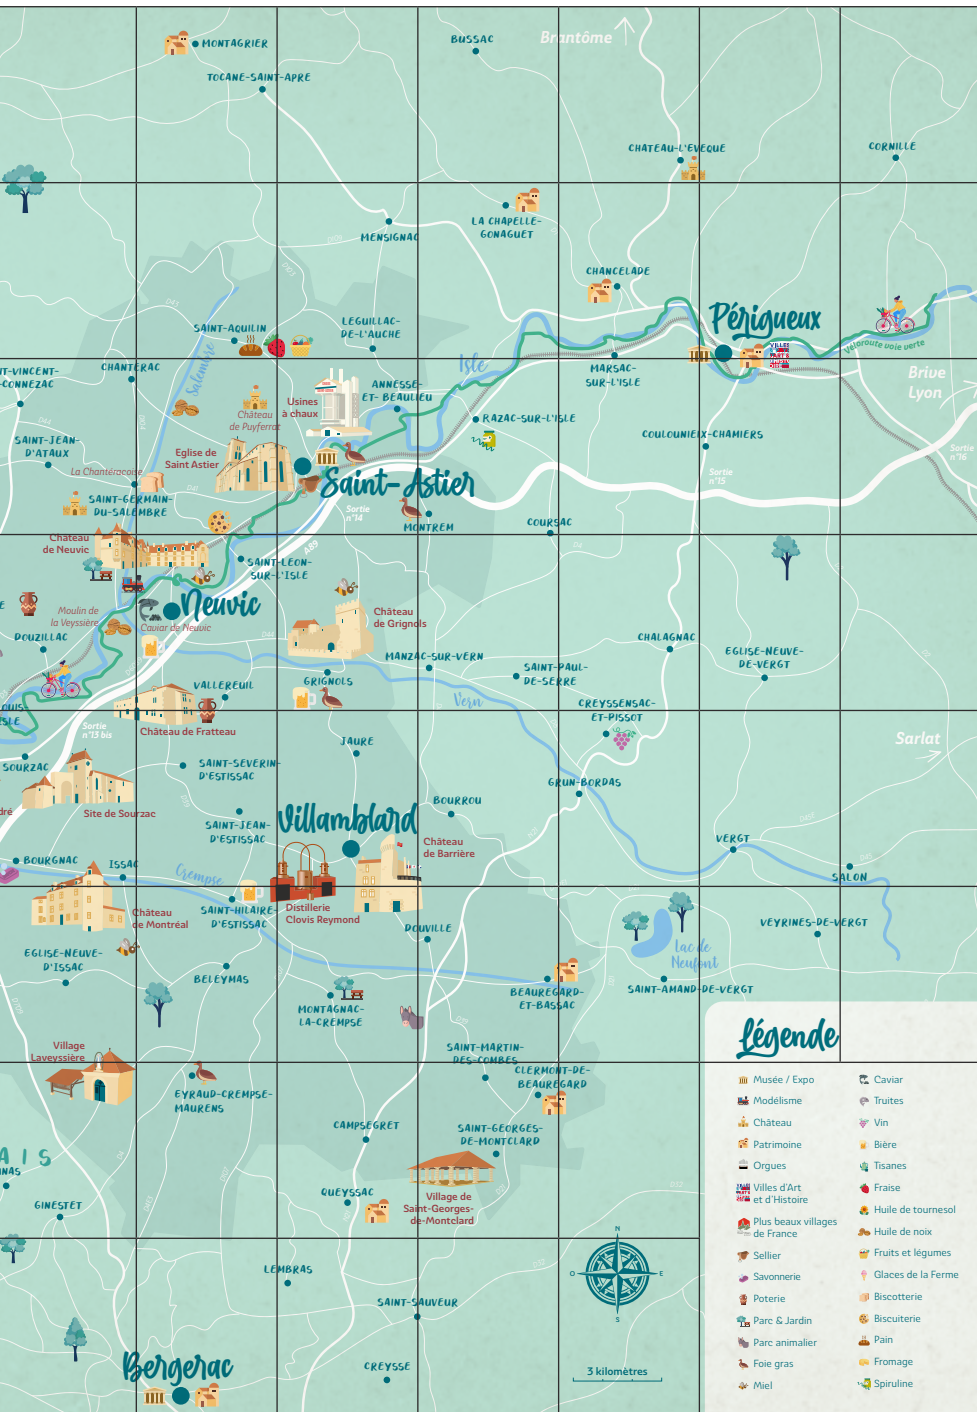 Brantôme
BUSSAC
MONTAGRIER
TOCANE-SAINT-APRE
CHATEAU-L'EVEQUE
CORNILLE
LA CHAPELLE-
GONAGUET
MENSIGNAC
CHANCELADE
Périgueux
Véloroute voie verte
SAINT-AQUILIN
LEGUILLAC-
DE-L'AUCHE
Salembre
Isle
CHANTERAC
NT-VINCENT-
-CONNEZAC
MARSAC-
SUR-L'ISLE
Brive
Lyon
Usines
à chaux
ANNESSE-
ET- BEAULIEU
Château
de Puyferrat
RAZAC-SUR-L'ISLE
COULOUNIEIX-CHAMIERS
SAINT-JEAN-
D'ATAUX
Eglise de
Saint Astier
Sortie
n°16
La Chantéracoise
Sortie
n°15
Saint-Astier
SAINT-GERMAIN-
DU-SALEMBRE
Sortie
n°14
MONTREM
COURSAC
Château
de Neuvic
A89
SAINT-LEON-
SUR-L'ISLE
Neuvic
Caviar de Neuvic
Moulin de
la Veyssière
Château
de Grignols
DOUZILLAC
CHALAGNAC
MANZAC-SUR-VERN
EGLISE-NEUVE-
DE-VERGT
SAINT-PAUL-
DE-SERRE
GRIGNOLS
VALLEREUIL
Vern
CREYSSENSAC-
ET-PISSOT
OUIS-
ISLE
Sortie
n°13 bis
Château de Fratteau
Sarlat
JAURE
SOURZAC
SAINT-SEVERIN-
D'ESTISSAC
GRUN-BORDAS
BOURROU
dré
Site de Sourzac
SAINT-JEAN-
D'ESTISSAC
Villamblard
Château
de Barrière
VERGT
BOURGNAC
ISSAC
Crempse
SALON
Château
de Montréal
SAINT-HILAIRE-
D'ESTISSAC
Distillerie
Clovis Reymond
DOUVILLE
VEYRINES-DE-VERGT
Lac de
Neufont
EGLISE-NEUVE-
D'ISSAC
BELEYMAS
BEAUREGARD-
ET-BASSAC
SAINT-AMAND-DE-VERGT
MONTAGNAC-
LA-CREMPSE
Village
Laveyssière
SAINT-MARTIN-
DES-COMBES
CLERMONT-DE-
BEAUREGARD
EYRAUD-CREMPSE-
MAURENS
CAMPSEGRET
SAINT-GEORGES-
DE-MONTCLARD
A I S
NAS
GINESTET
QUEYSSAC
Village de
Saint-Georges-
de-Montclard
LEMBRAS
SAINT-SAUVEUR
N
O
E
S
Bergerac
CREYSSE
3 kilomètres
Légende
Musée / Expo
Modélisme
Château
Patrimoine
Orgues
Villes d'Art
et d'Histoire
Plus beaux villages
de France
Sellier
Savonnerie
Poterie
Parc & Jardin
Parc animalier
Foie gras
Miel
Caviar
Truites
Vin
Bière
Tisanes
Fraise
Huile de tournesol
Huile de noix
Fruits et légumes
Glaces de la Ferme
Biscotterie
Biscuiterie
Pain
Fromage
Spiruline